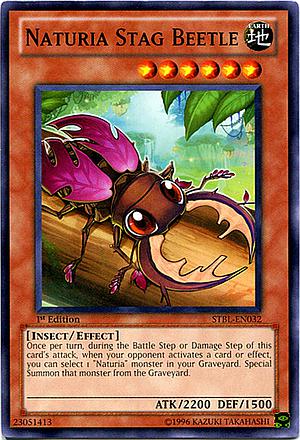 NATURIA STAG BEETLE
EARTH
地
1st Edition
STBL-EN032
[INSECT/EFFECT]
Once per turn, during the Battle Step or Damage Step of this
card's attack, when your opponent activates a card or effect,
you can select 1 "Naturia" monster in your Graveyard. Special
Summon that monster from the Graveyard.
ATK/2200 DEF/1500
23051413
©1996 KAZUKI TAKAHASHI